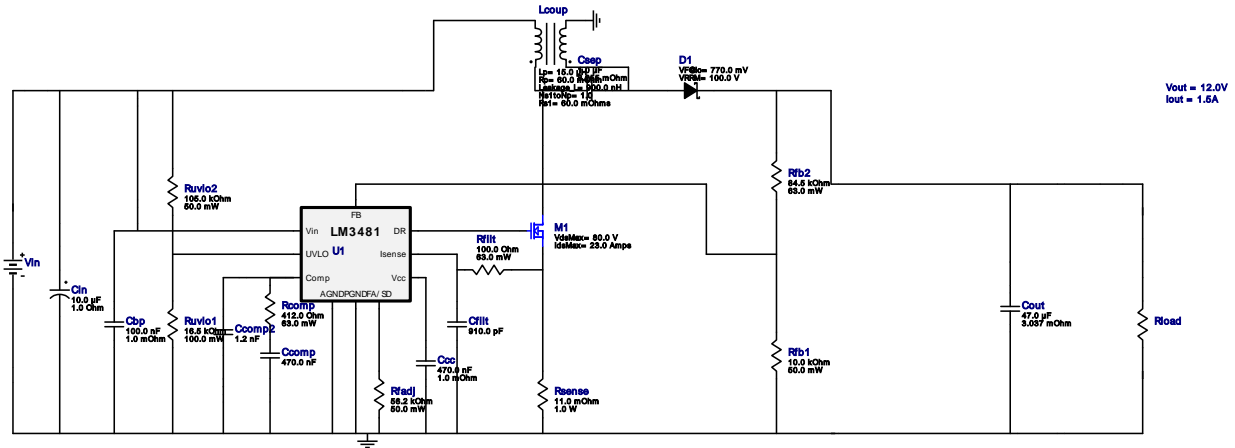 Lcoup
Csep
Lp= 15.0
Rp= 60.0
Leakage_L= 900.0 nH
Ns1toNp= 1.0
Rs1= 60.0 mOhms
D1
VRRM= 100.0 V
770.0 mV
Vout = 12.0V
Iout = 1.5A
Ruvlo2
105.0 kOhm
50.0 mW
Rfb2
84.5 kOhm
63.0 mW
FB
Vin
LM3481
DR
UVLO
U1
Isense
Comp
Vcc
AGND
PGND
FA/ SD
M1
VdsMax= 80.0 V
IdsMax= 23.0 Amps
Rfilt
100.0 Ohm
63.0 mW
Vin
Cin
10.0 µF
1.0 Ohm
Cbp
100.0 nF
1.0 mOhm
Ruvlo1
16.5 kOhm
100.0 mW
Ccomp2
1.2 nF
Rcomp
412.0 Ohm
63.0 mW
Ccomp
470.0 nF
Cfilt
910.0 pF
Ccc
470.0 nF
1.0 mOhm
Rfadj
56.2 kOhm
50.0 mW
Rsense
11.0 mOhm
1.0 W
Rfb1
10.0 kOhm
50.0 mW
Cout
47.0 µF
3.037 mOhm
Rload